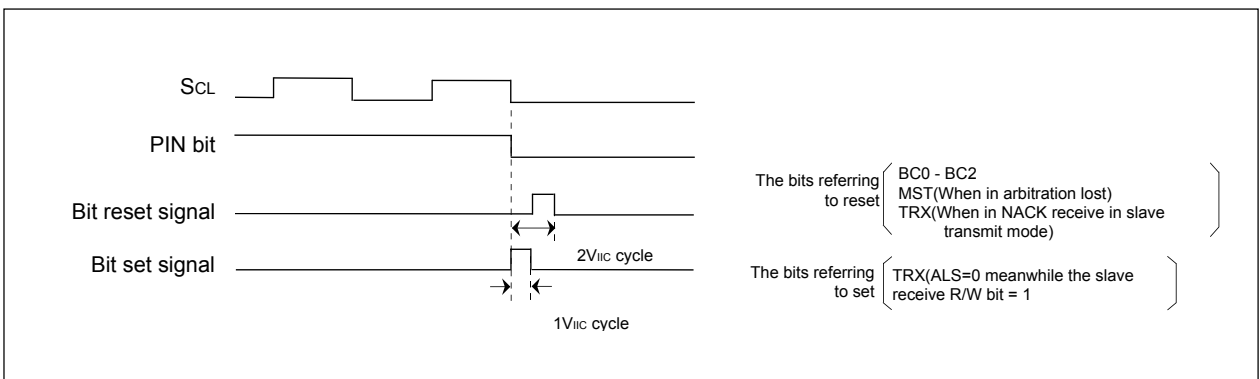 SCL
PIN bit
Bit reset signal
Bit set signal
2VIIC cycle
1VIIC cycle
The bits referring
to reset
BC0 - BC2
MST(When in arbitration lost)
TRX(When in NACK receive in slave
transmit mode)
The bits referring
to set
TRX(ALS=0 meanwhile the slave
receive R/W bit = 1